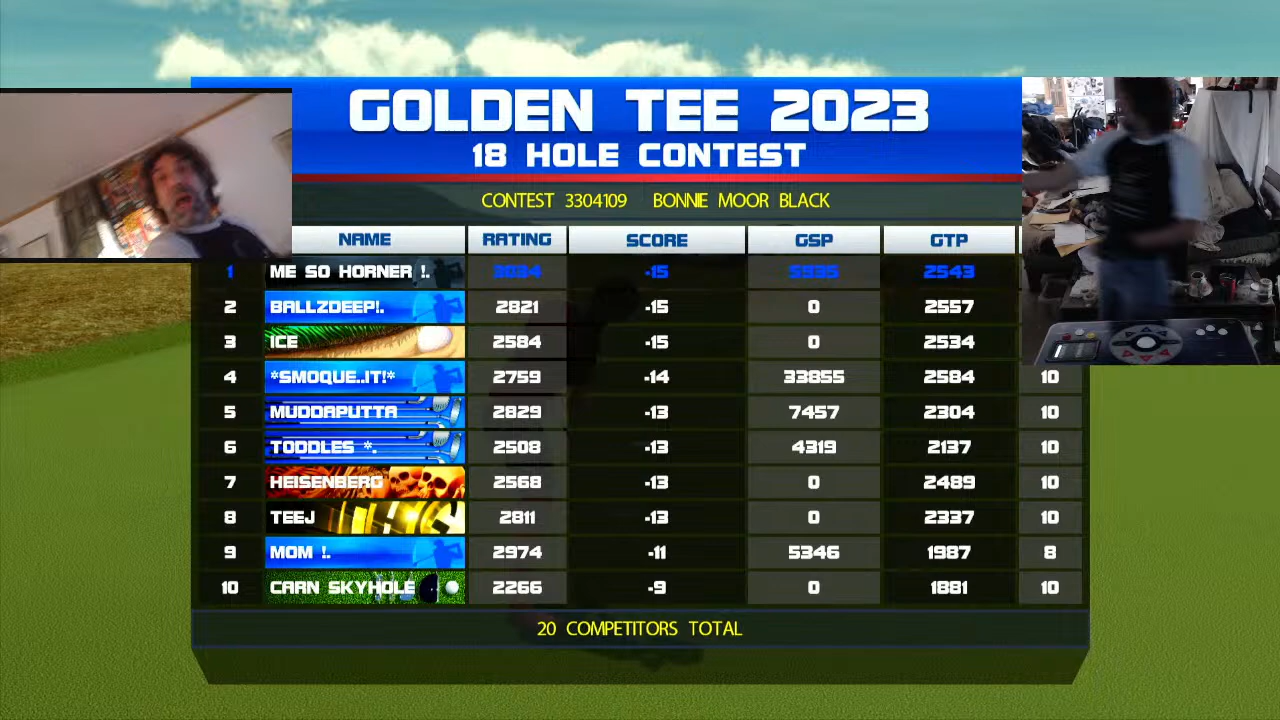 GOLDEN TEE 2023
18 HOLE CONTEST
CONTEST 3304109 BONNIE MOOR BLACK
NAME RATING SCORE GSP GTP
1 ME SO HORNER !. 3034 -15 5935 2543
2 BALLZDEEP!. 2821 -15 0 2557
3 ICE 2584 -15 0 2534
4 *SMOQUE..IT!* 2759 -14 33855 2584 10
5 MUDDAPUTTA 2829 -13 7457 2304 10
6 TODDLES *. 2508 -13 4319 2137 10
7 HEISENBERG 2568 -13 0 2489 10
8 TEEJ 2811 -13 0 2337 10
9 MOM !. 2974 -11 5346 1987 8
10 CARN SKYHOLE 2266 -9 0 1881 10
20 COMPETITORS TOTAL